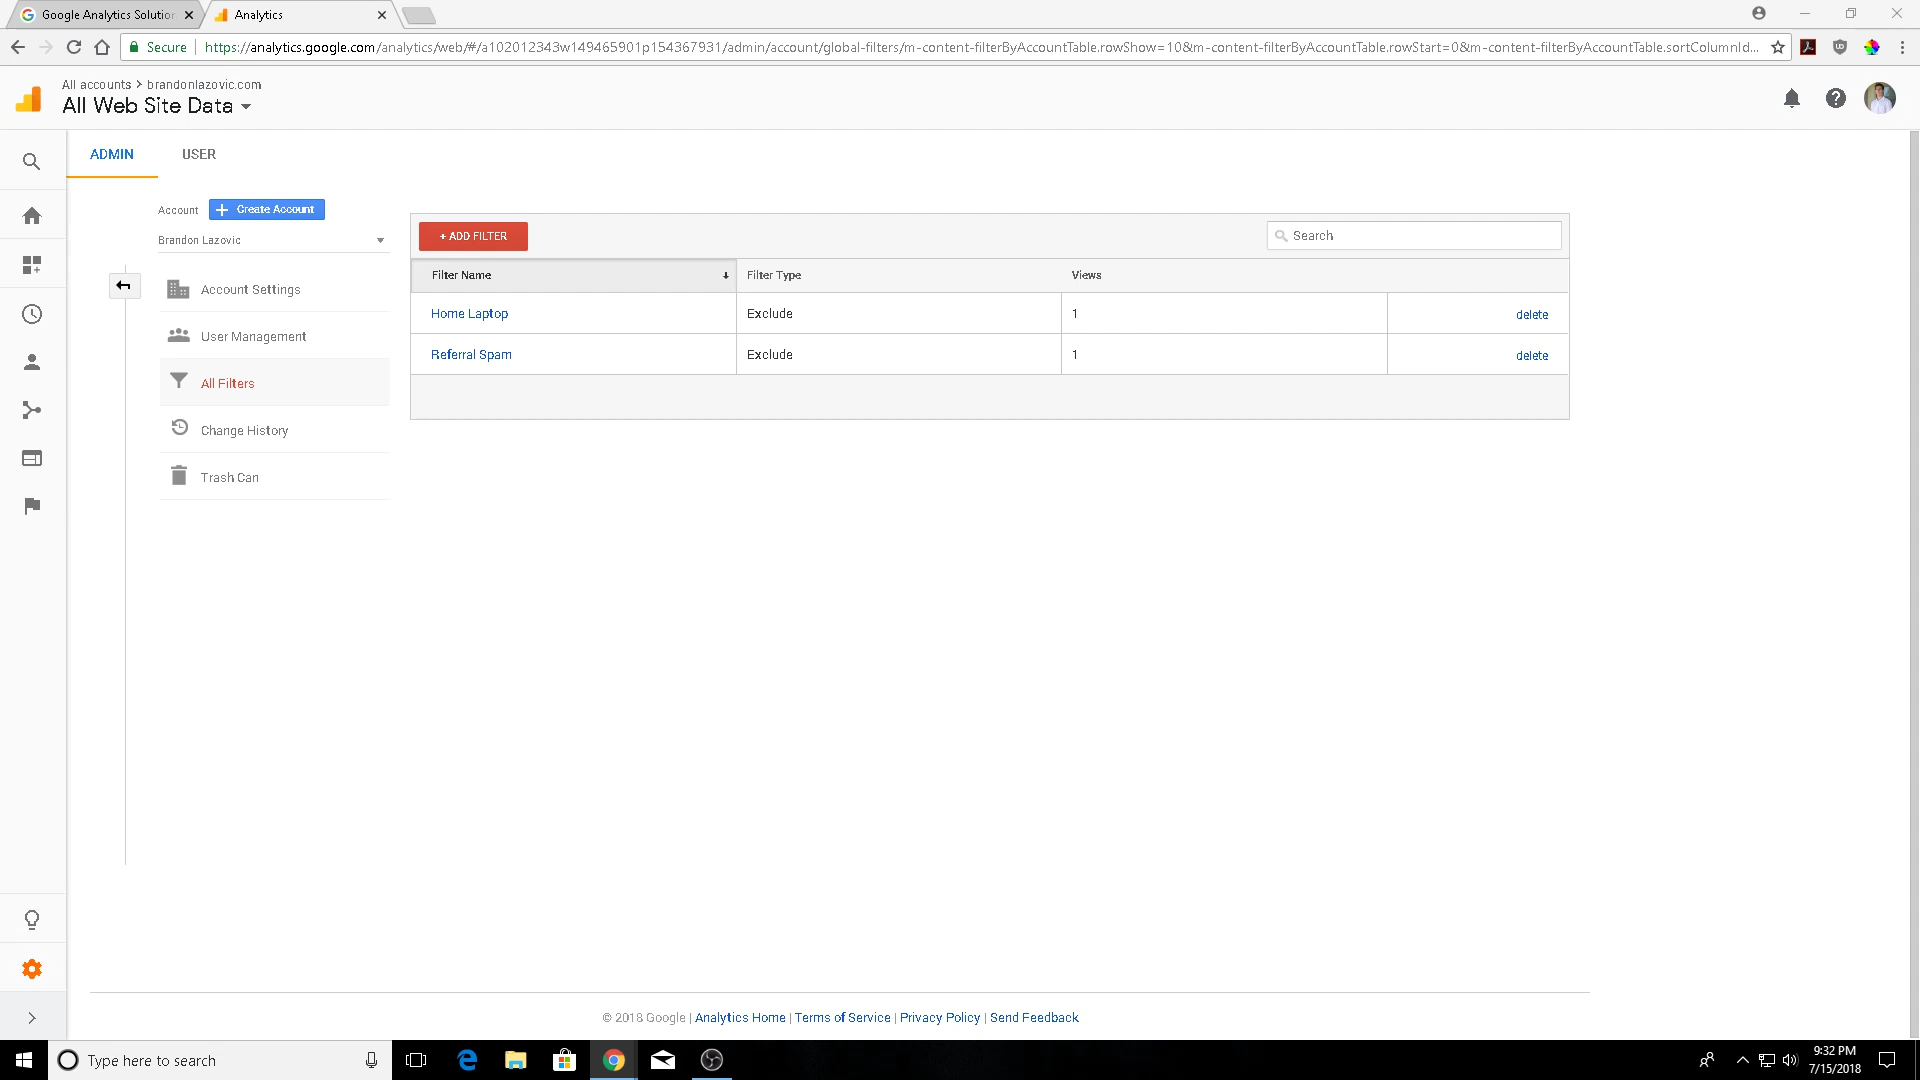 Google Analytics Solution
Analytics
Secure
https://analytics.google.com/analytics/web/#/a102012343w149465901p154367931/admin/account/global-filters/m-content-filterByAccountTable.rowShow=10&m-content-filterByAccountTable.rowStart=0&m-content-filterByAccountTable.sortColumnId...
All accounts > brandonlazovic.com
All Web Site Data
ADMIN
USER
Account
+ Create Account
Brandon Lazovic
Account Settings
User Management
All Filters
Change History
Trash Can
+ ADD FILTER
Search
Filter Name
Filter Type
Views
Home Laptop
Exclude
1
delete
Referral Spam
Exclude
1
delete
© 2018 Google | Analytics Home | Terms of Service | Privacy Policy | Send Feedback
Type here to search
9:32 PM
7/15/2018